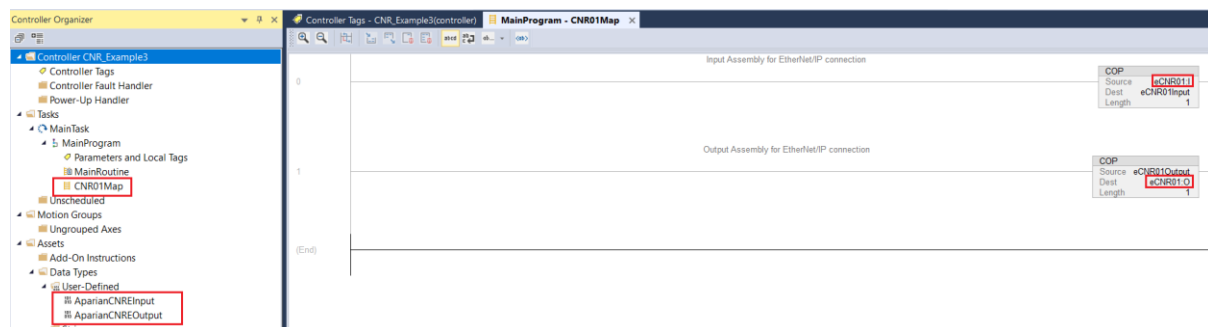 Controller Organizer
Controller Tags - CNR_Example3(controller)
MainProgram - CNR01Map
Controller CNR_Example3
Controller Tags
Controller Fault Handler
Power-Up Handler
Tasks
MainTask
MainProgram
Parameters and Local Tags
MainRoutine
CNR01Map
Unscheduled
Motion Groups
Ungrouped Axes
Assets
Add-On Instructions
Data Types
User-Defined
AparianCNREInput
AparianCNREOutput
Input Assembly for EtherNet/IP connection
0
COP
Source eCNR01:I
Dest eCNR01Input
Length 1
Output Assembly for EtherNet/IP connection
1
COP
Source eCNR01Output
Dest eCNR01:O
Length 1
(End)